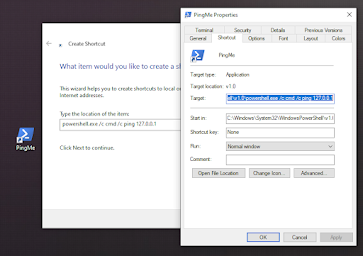 PingMe
Create Shortcut
What item would you like to create a sh
This wizard helps you to create shortcuts to local or
Internet addresses.
Type the location of the item:
powershell.exe /c cmd /c ping 127.0.0.1
Click Next to continue.
PingMe Properties
Terminal Security Details Previous Versions
General Shortcut Options Font Layout Colors
PingMe
Target type: Application
Target location: v1.0
Target: ell\v1.0\powershell.exe /c cmd /c ping 127.0.0.1
Start in: C:\Windows\System32\WindowsPowerShell\v1.0
Shortcut key: None
Run: Normal window
Comment:
Open File Location Change Icon... Advanced...
OK Cancel Apply